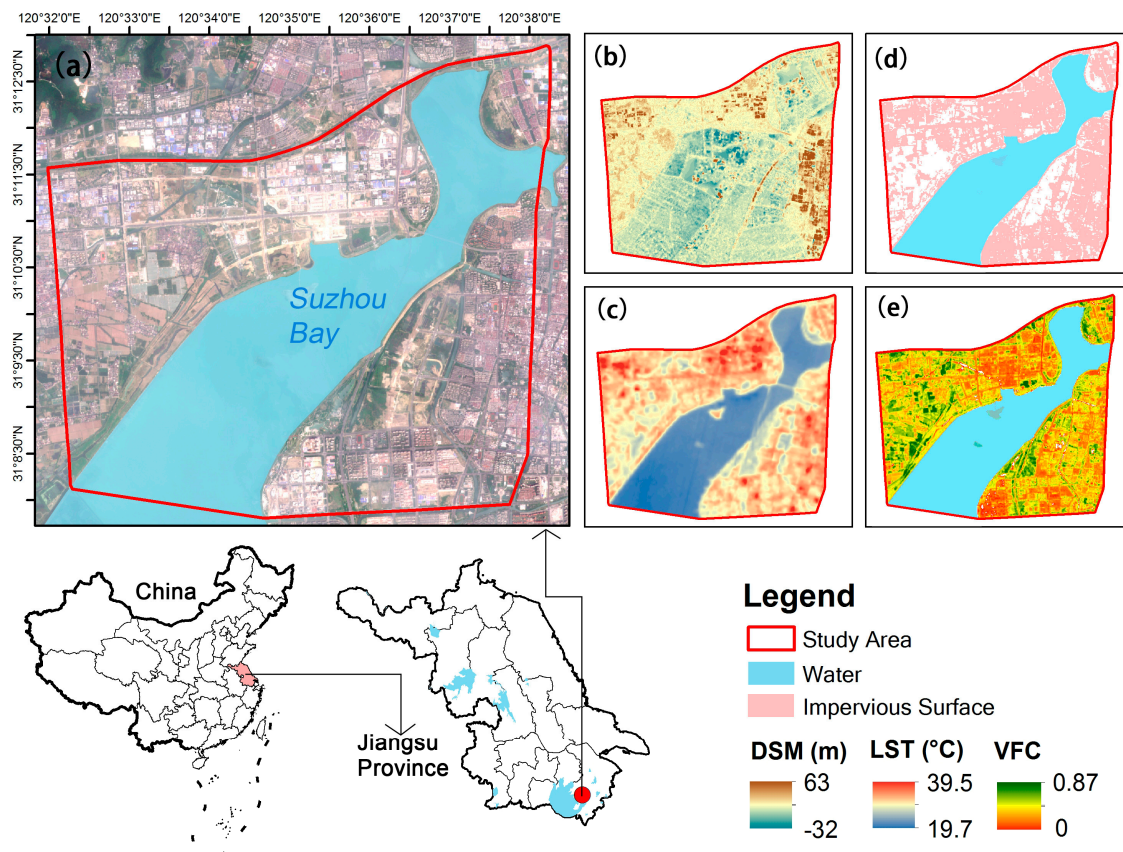 120°32'0"E 120°33'0"E 120°34'0"E 120°35'0"E 120°36'0"E 120°37'0"E 120°38'0"E
31°12'30"N
31°11'30"N
31°10'30"N
31°9'30"N
31°8'30"N
(a)
Suzhou
Bay
(b)
(d)
(c)
(e)
China
Jiangsu
Province
Legend
Study Area
Water
Impervious Surface
DSM (m) LST (°C) VFC
63 39.5 0.87
-32 19.7 0